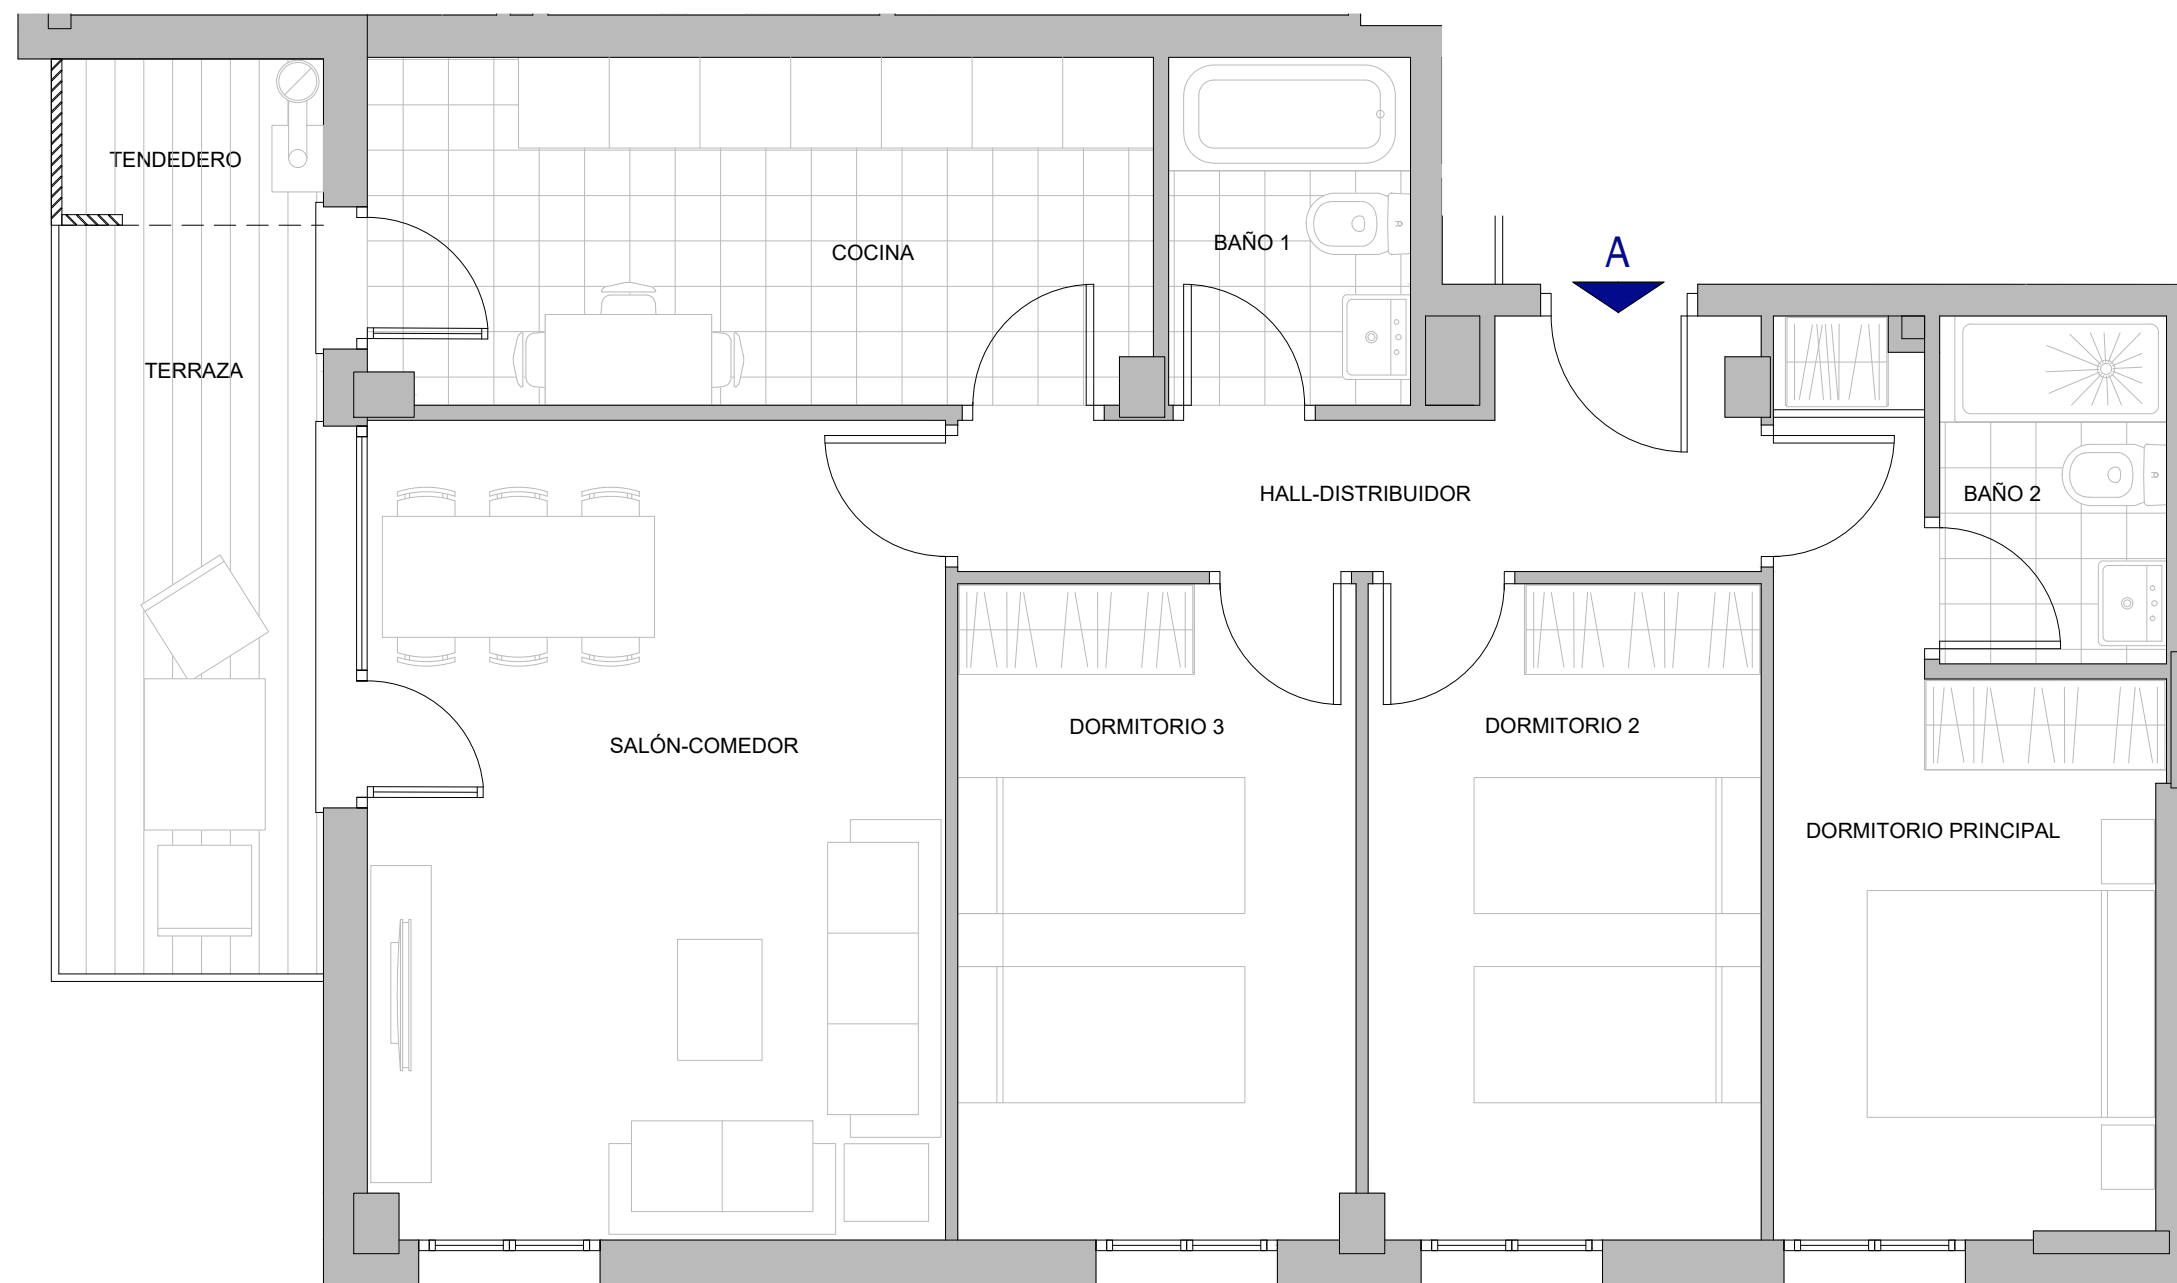 TENDEDERO
COCINA
BAÑO 1
A
TERRAZA
HALL-DISTRIBUIDOR
BAÑO 2
SALÓN-COMEDOR
DORMITORIO 3
DORMITORIO 2
DORMITORIO PRINCIPAL